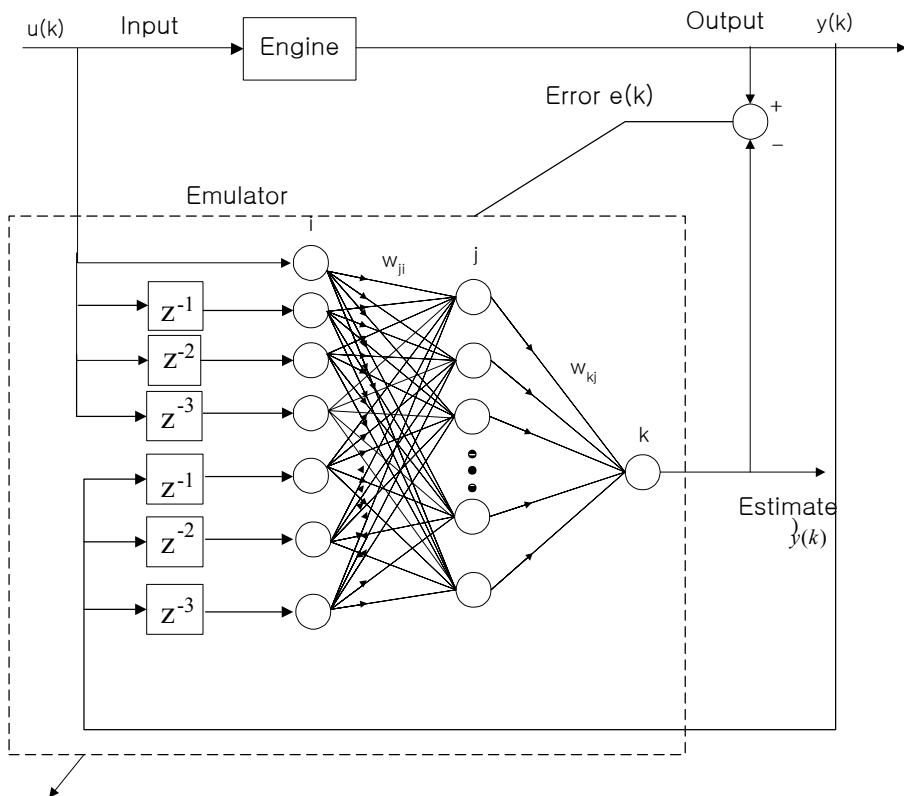 u(k) Input Output y(k)
Engine
Error e(k)
+
−
Emulator
i
w_ji j
z⁻¹
z⁻²
w_kj
z⁻³
k
z⁻¹
Estimate
ŷ(k)
z⁻²
z⁻³